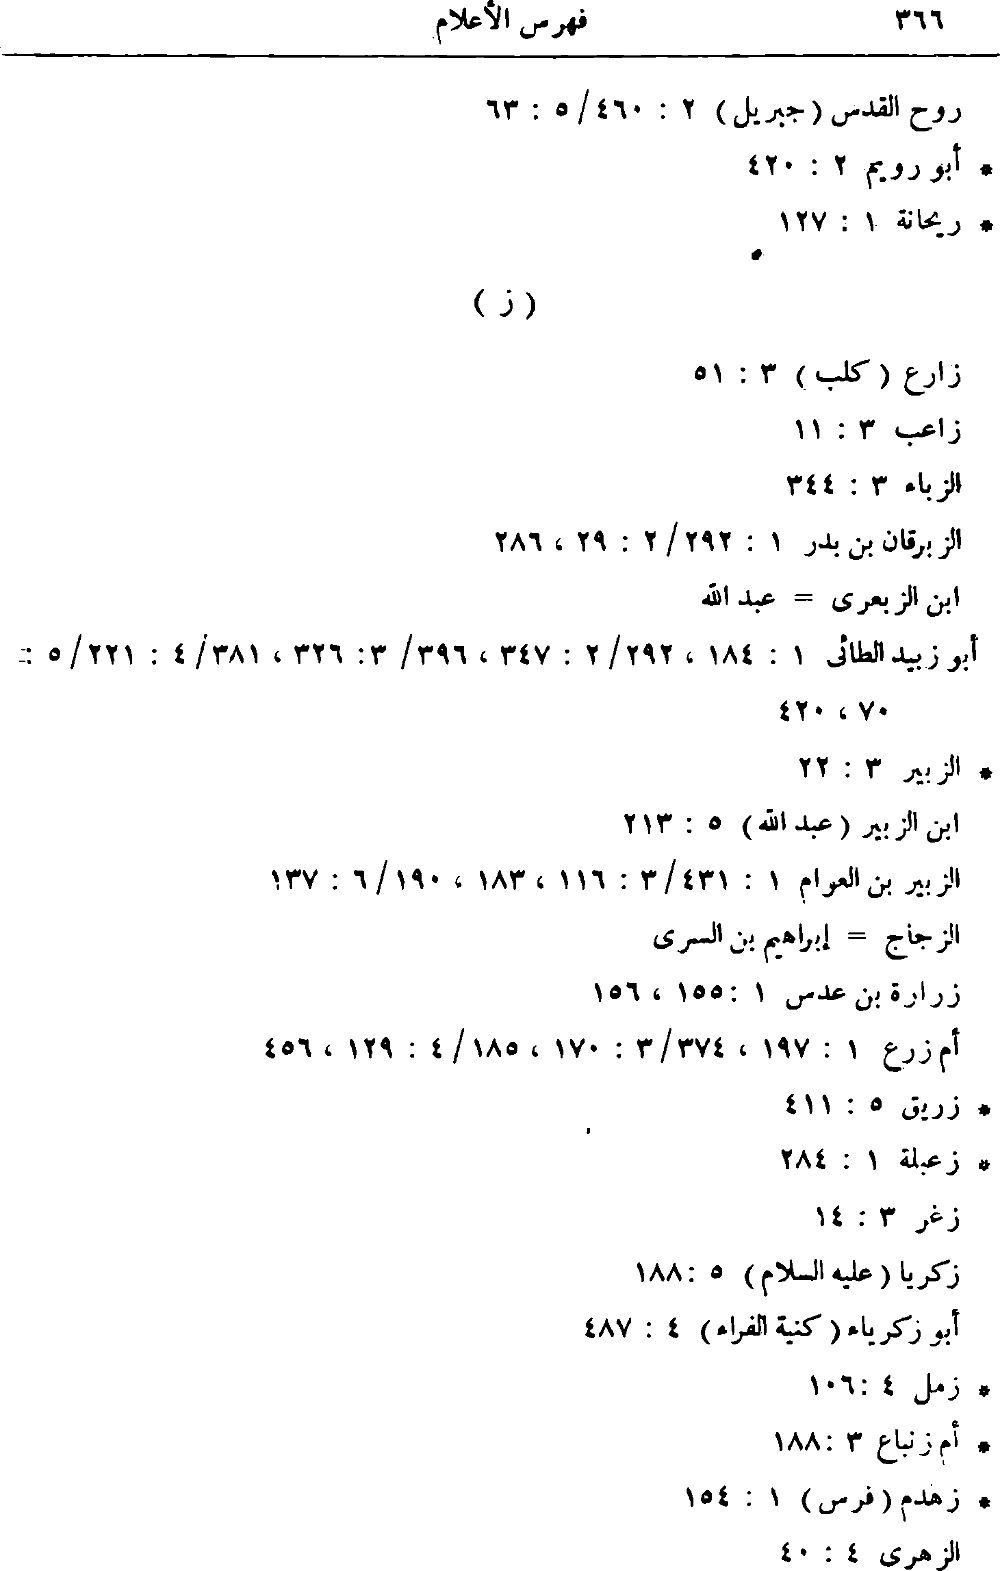 ٣٦٦ فهرس الأعلام
روح القدس (جبريل) ٢ : ٤٦٠/ ٥ : ٦٣
* أبو رويم ٢ : ٤٢٠
* ريحانة ١ : ١٢٧
( ز )
زارع (كلب) ٣ : ٥١
زاعب ٣ : ١١
الزباء ٣ : ٣٤٤
الزبرقان بن بدر ١ : ٢٩٢/ ٢ : ٢٩ ، ٢٨٦
ابن الزبعرى = عبد الله
أبو زبيد الطائى ١ : ١٨٤ ، ٢٩٢/ ٢ : ٣٤٧ ، ٣٩٦/ ٣ : ٣٢٦ ، ٣٨١/ ٤ : ٢٢١/ ٥ :
٧٠ ، ٤٢٠
* الزبير ٣ : ٢٢
ابن الزبير (عبد الله) ٥ : ٢١٣
الزبير بن العوام ١ : ٤٣١/ ٣ : ١١٦ ، ١٨٣ ، ١٩٠/ ٦ : ١٣٧
الزجاج = إبراهيم بن السرى
زرارة بن عدس ١ : ١٥٥ ، ١٥٦
أم زرع ١ : ١٩٧ ، ٣٧٤/ ٣ : ١٧٠ ، ١٨٥/ ٤ : ١٢٩ ، ٤٥٦
* زريق ٥ : ٤١١
* زعبلة ١ : ٢٨٤
زغر ٣ : ١٤
زكريا (عليه السلام) ٥ : ١٨٨
أبو زكرياء (كنية الفراء) ٤ : ٤٨٧
* زمل ٤ : ١٠٦
* أم زنباع ٣ : ١٨٨
* زهدم (فرس) ١ : ١٥٤
الزهرى ٤ : ٤٠